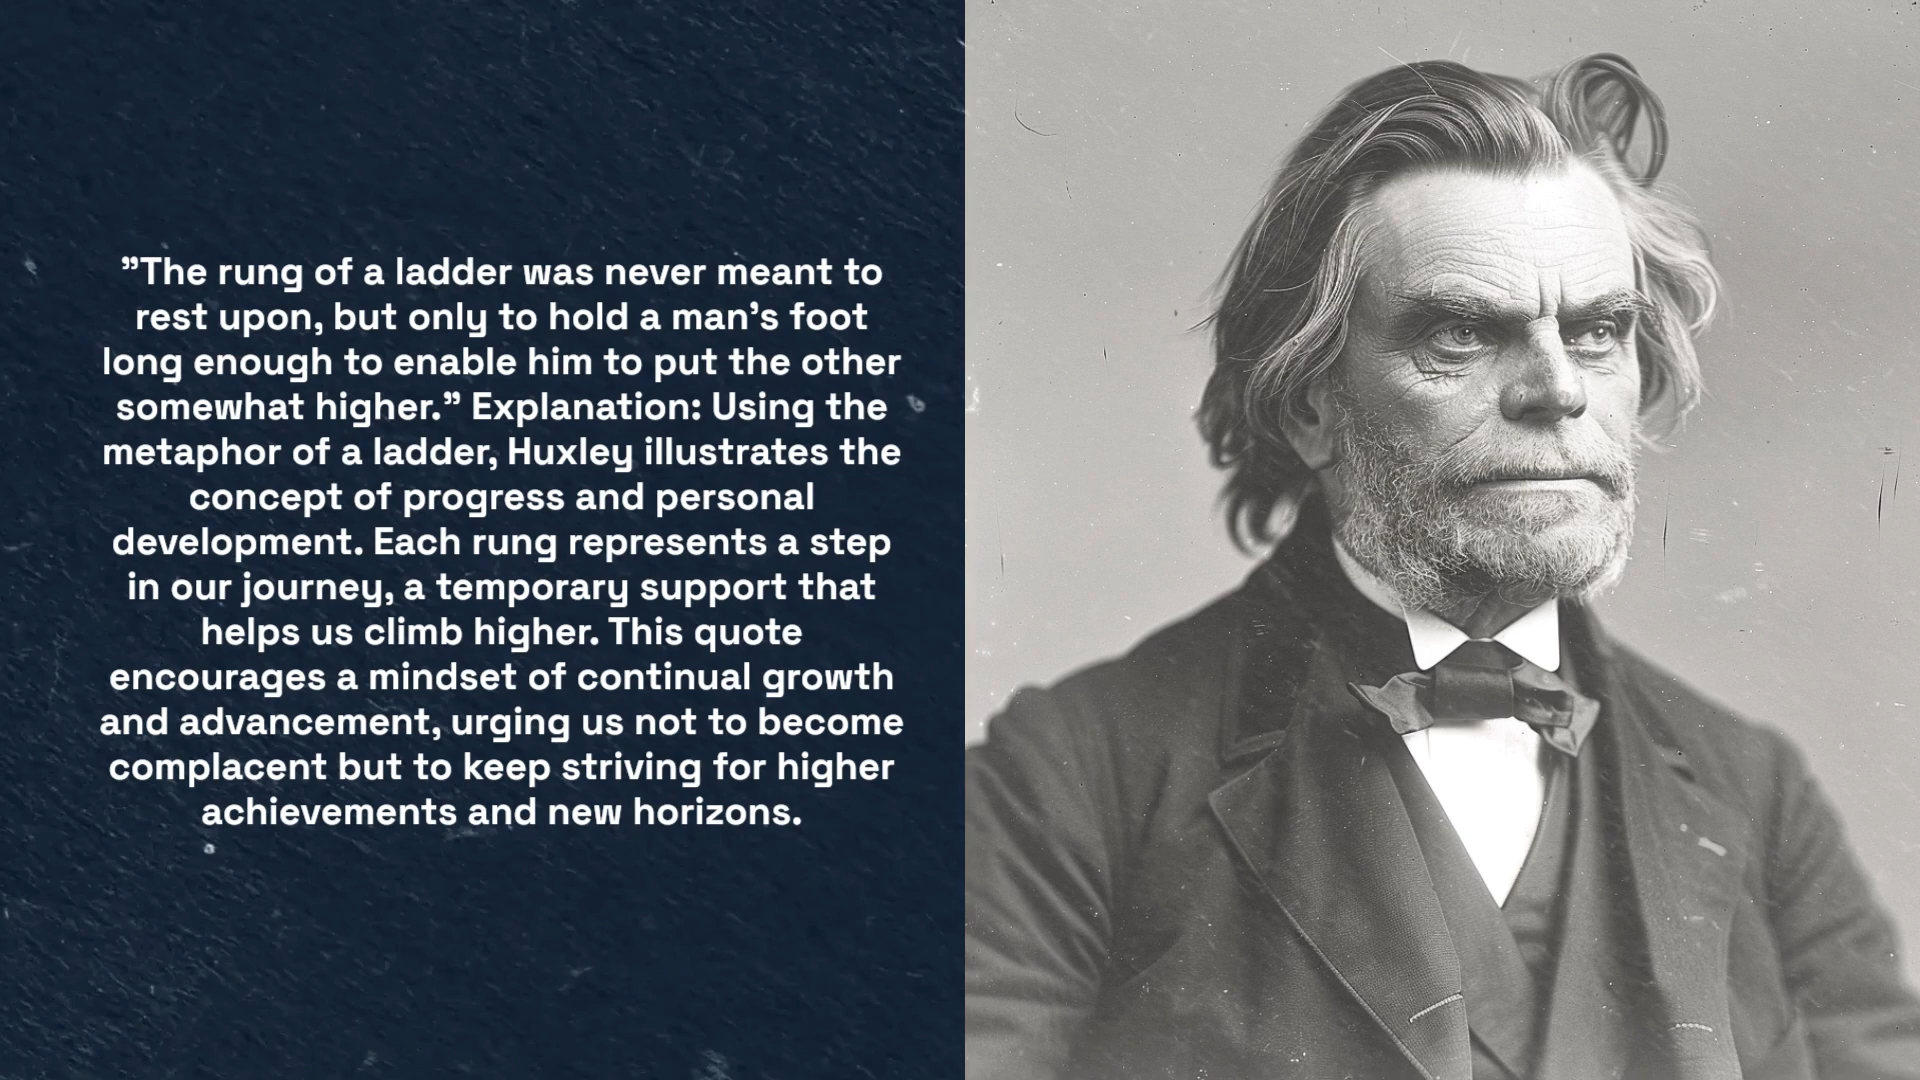 ”The rung of a ladder was never meant to
rest upon, but only to hold a man’s foot
long enough to enable him to put the other
somewhat higher.” Explanation: Using the
metaphor of a ladder, Huxley illustrates the
concept of progress and personal
development. Each rung represents a step
in our journey, a temporary support that
helps us climb higher. This quote
encourages a mindset of continual growth
and advancement, urging us not to become
complacent but to keep striving for higher
achievements and new horizons.